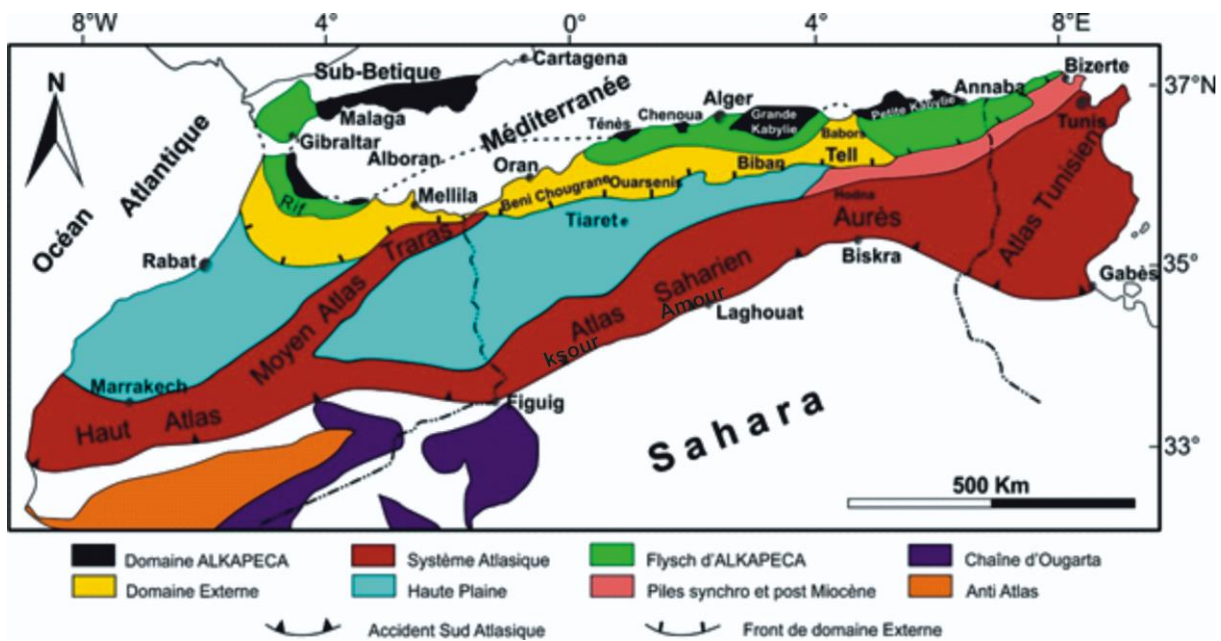 8°W 4° 0° 4° 8°E
37°N
35°
33°
N
Océan Atlantique
Sub-Betique
Cartagena
Malaga
Gibraltar
Méditerranée
Alboran
Rif
Mellila
Oran
Ténès
Chenoua
Alger
Grande
Kabylie
Petite Kabylie
Annaba
Bizerte
Tunis
Babors
Tell
Biban
Ouarsenis
Beni Chougrane
Hodna
Aurès
Atlas Tunisien
Rabat
Traras
Tiaret
Biskra
Gabès
Moyen Atlas
Atlas Saharien
Amour
ksour
Laghouat
Marrakech
Haut Atlas
Figuig
Sahara
500 Km
Domaine ALKAPECA
Système Atlasique
Flysch d'ALKAPECA
Chaîne d'Ougarta
Domaine Externe
Haute Plaine
Piles synchro et post Miocène
Anti Atlas
Accident Sud Atlasique
Front de domaine Externe